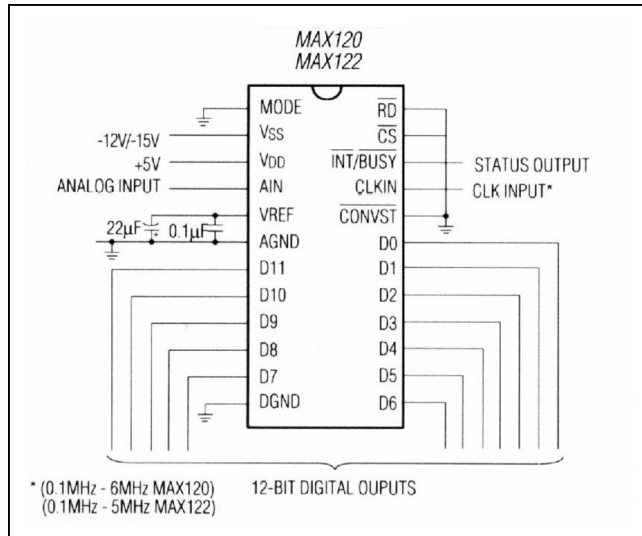 MAX120
MAX122
MODE
VSS
VDD
AIN
VREF
AGND
D11
D10
D9
D8
D7
DGND
RD
CS
INT/BUSY
CLKIN
CONVST
D0
D1
D2
D3
D4
D5
D6
-12V/-15V
+5V
ANALOG INPUT
22µF
+
0.1µF
STATUS OUTPUT
CLK INPUT*
* (0.1MHz - 6MHz MAX120)
(0.1MHz - 5MHz MAX122)
12-BIT DIGITAL OUPUTS